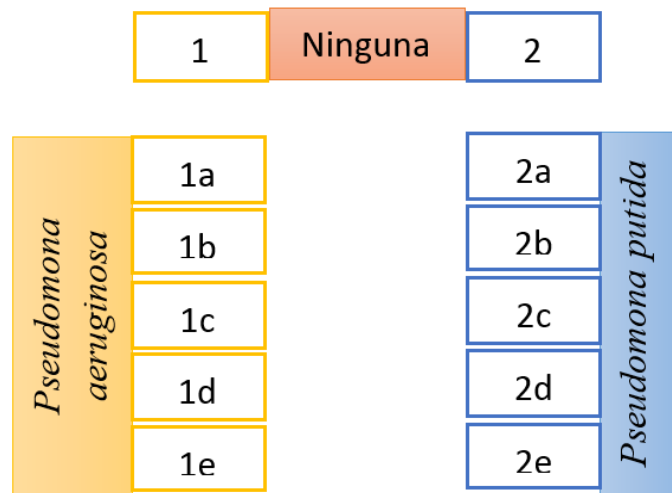 1 Ninguna 2
Pseudomona
aeruginosa
1a
1b
1c
1d
1e
2a
2b
2c
2d
2e
Pseudomona putida